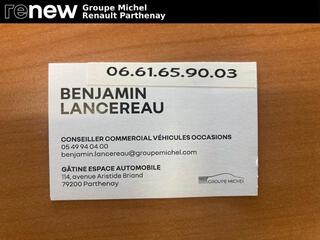 renew
Groupe Michel
Renault Parthenay
06.61.65.90.03
BENJAMIN
LANCEREAU
CONSEILLER COMMERCIAL VÉHICULES OCCASIONS
05 49 94 04 00
benjamin.lancereau@groupemichel.com
GÂTINE ESPACE AUTOMOBILE
114, avenue Aristide Briand
79200 Parthenay
GROUPE MICHEL